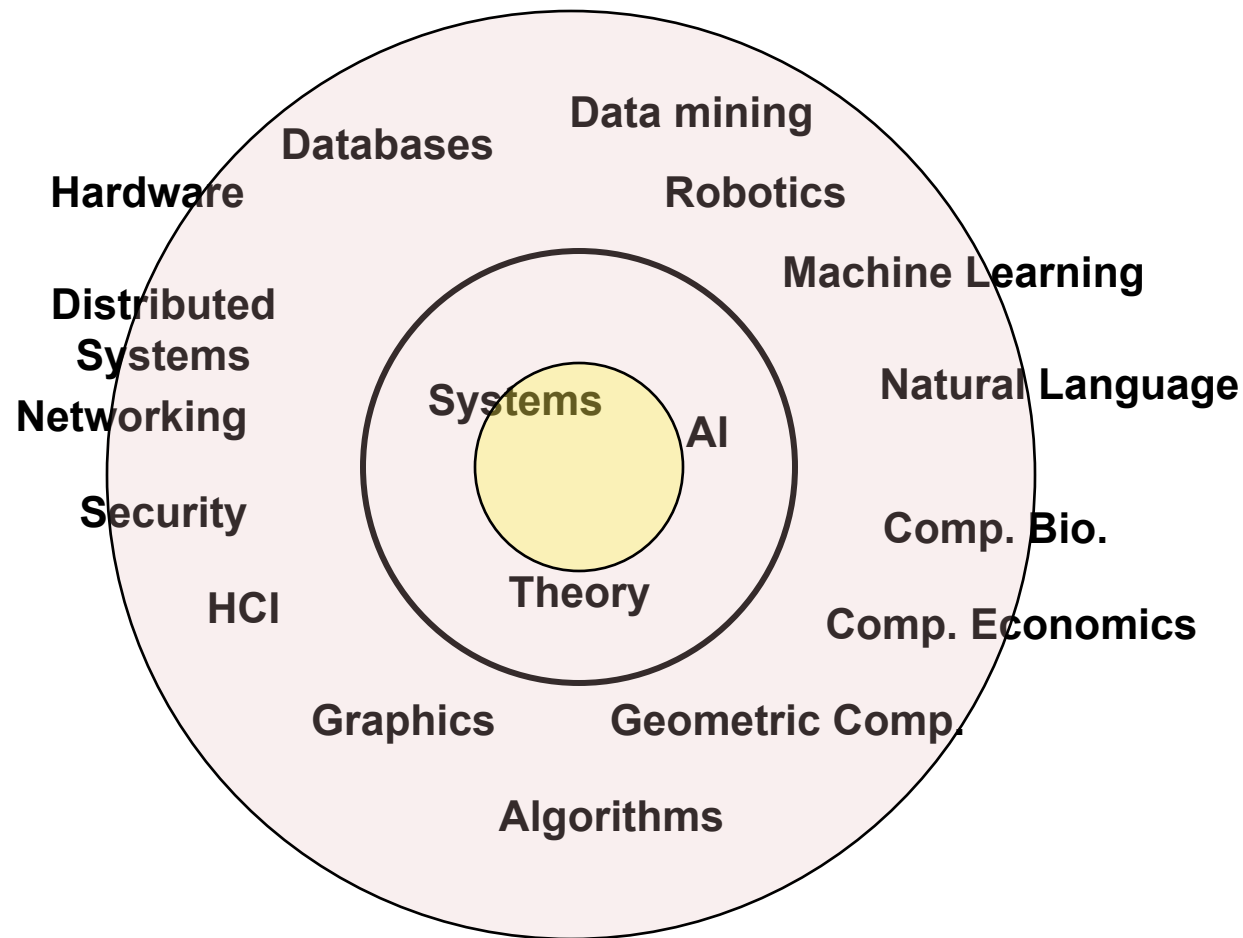 Data mining
Databases
Hardware
Robotics
Machine Learning
Distributed
Systems
Natural Language
Networking
Systems
AI
Security
Comp. Bio.
Theory
HCI
Comp. Economics
Graphics
Geometric Comp.
Algorithms